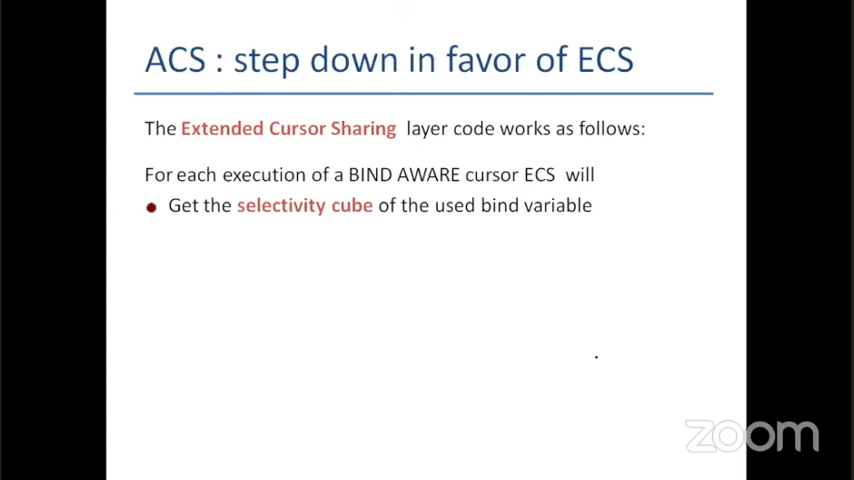 ACS : step down in favor of ECS
The Extended Cursor Sharing layer code works as follows:
For each execution of a BIND AWARE cursor ECS will
Get the selectivity cube of the used bind variable
zoom